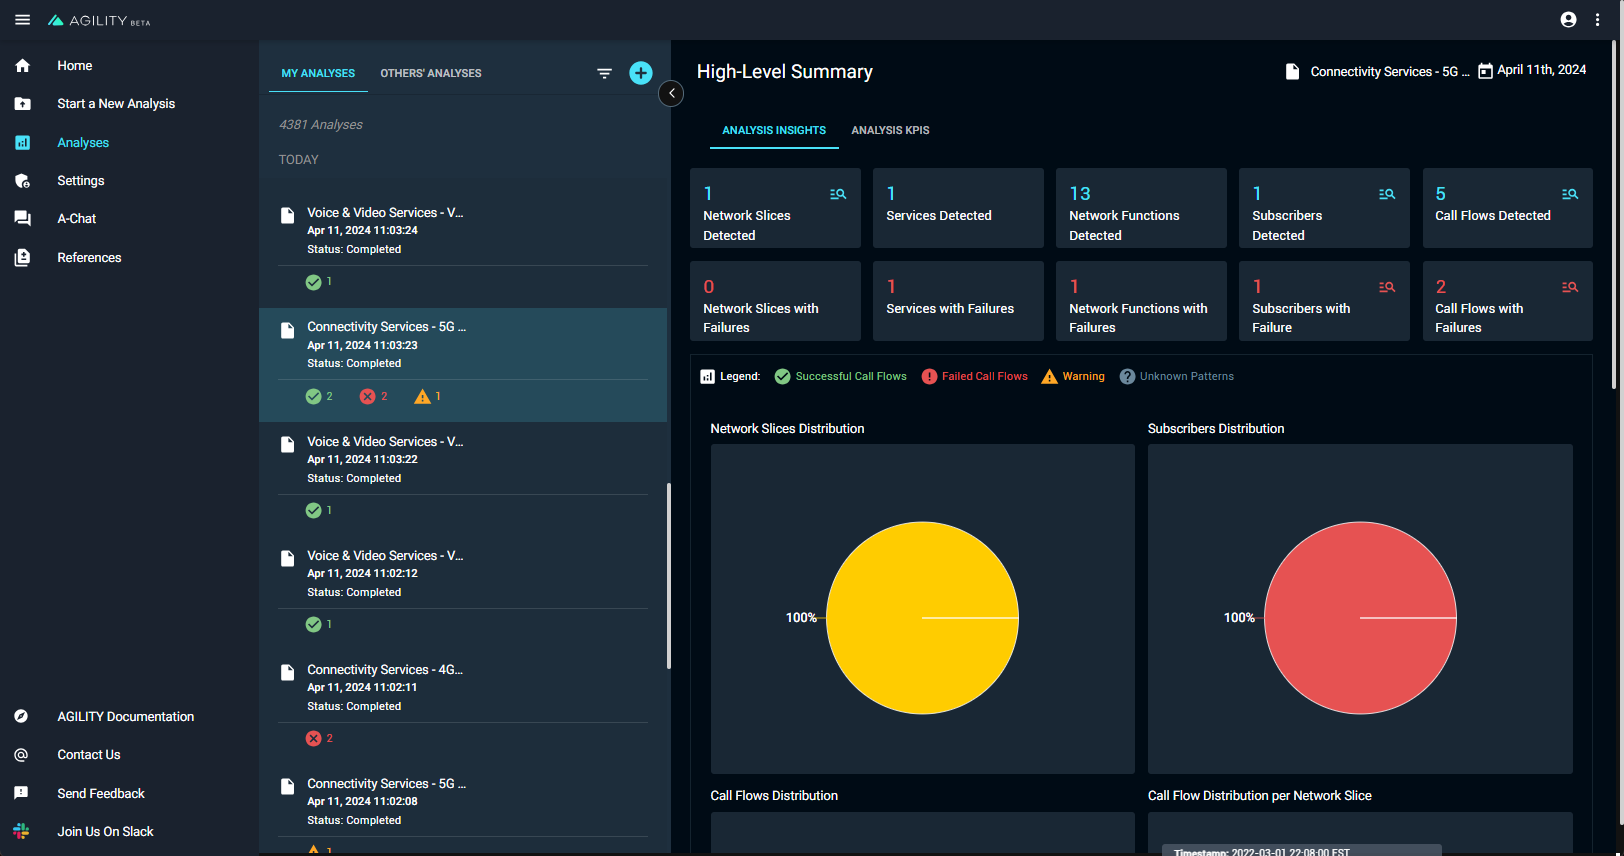 AGILITY BETA
Home
Start a New Analysis
Analyses
Settings
A-Chat
References
AGILITY Documentation
Contact Us
Send Feedback
Join Us On Slack
MY ANALYSES OTHERS' ANALYSES
4381 Analyses
TODAY
Voice & Video Services - V...
Apr 11, 2024 11:03:24
Status: Completed
1
Connectivity Services - 5G ...
Apr 11, 2024 11:03:23
Status: Completed
2 2 1
Voice & Video Services - V...
Apr 11, 2024 11:03:22
Status: Completed
1
Voice & Video Services - V...
Apr 11, 2024 11:02:12
Status: Completed
1
Connectivity Services - 4G...
Apr 11, 2024 11:02:11
Status: Completed
2
Connectivity Services - 5G ...
Apr 11, 2024 11:02:08
Status: Completed
1
High-Level Summary
Connectivity Services - 5G ... April 11th, 2024
ANALYSIS INSIGHTS ANALYSIS KPIS
1
Network Slices
Detected
1
Services Detected
13
Network Functions
Detected
1
Subscribers
Detected
5
Call Flows Detected
0
Network Slices with
Failures
1
Services with Failures
1
Network Functions with
Failures
1
Subscribers with
Failure
2
Call Flows with
Failures
Legend: Successful Call Flows Failed Call Flows Warning Unknown Patterns
Network Slices Distribution
100%
Subscribers Distribution
100%
Call Flows Distribution
Call Flow Distribution per Network Slice
Timestamp: 2022-03-01 22:08:00 EST